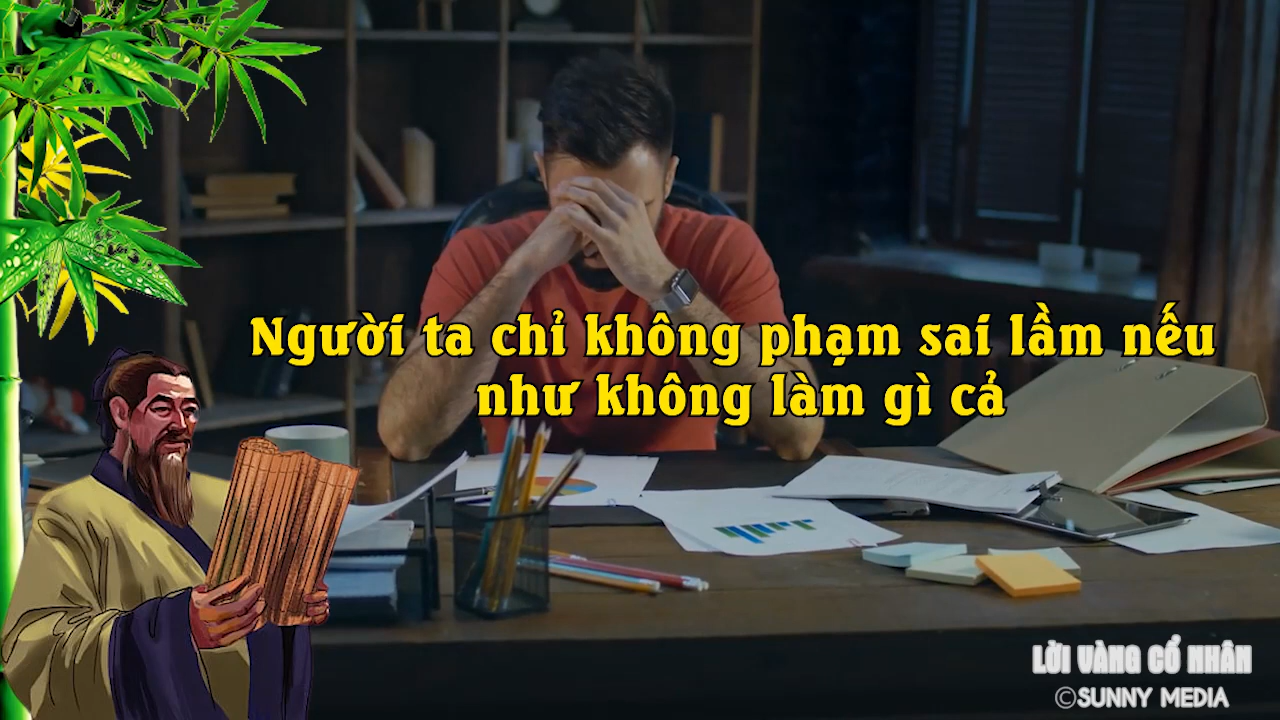 Người ta chỉ không phạm sai lầm nếu
như không làm gì cả
LỜI VÀNG CỔ NHÂN
©SUNNY MEDIA